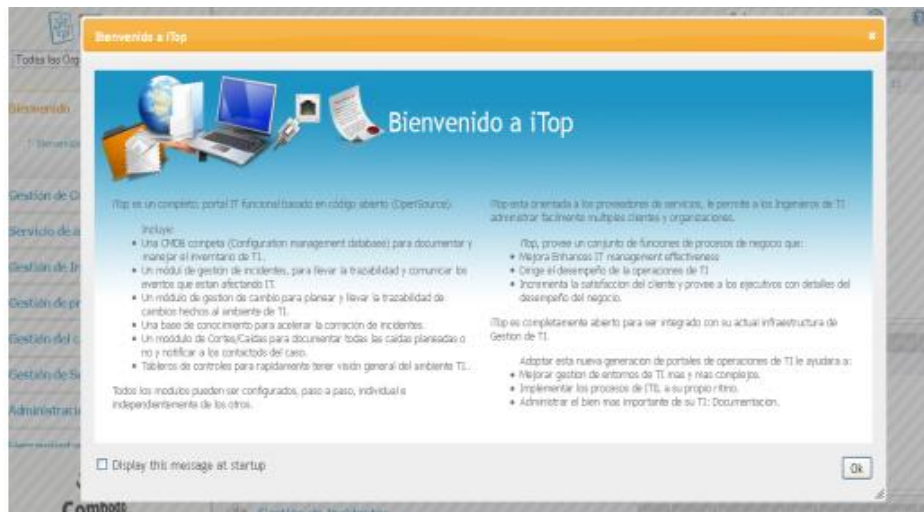 Bienvenido a iTop
Todas las Org
Bienvenido a iTop
Bienvenido
iTop es un completo, portal IT funcional basado en código abierto (OpenSource).
Incluye:
Una CMDB competa (Configuration management database) para documentar y
manejar el inventario de TI.
Un módul de gestión de incidentes, para llevar la trazabilidad y comunicar los
eventos que estan afectando IT.
Un módulo de gestion de cambio para planear y llevar la trazabilidad de
cambios hechos al ambiente de TI.
Una base de conocimiento para acelerar la correción de incidentes.
Un moddulo de Cortes/Caidas para documentar todas las caidas planeadas o
no y notificar a los contactods del caso.
Tableros de controles para rapidamente tener visión general del ambiente TI.
Todos los modulos pueden ser configurados, paso a paso, individual e
independientemente de los otros.
iTop esta orientada a los proveedores de servicios, le permite a los Ingenieros de TI
administrar facilmente multiples clientes y organizaciones.
iTop, provee un conjunto de funciones de procesos de negocio que:
Mejora Enhances IT management effectiveness
Dirige el desempeño de la operaciones de TI
Incrementa la satisfaccion del cliente y provee a los ejecutivos con detalles del
desempeño del negocio.
iTop es completamente abierto para ser integrado con su actual infraestructura de
Gestion de TI.
Adoptar esta nueva generacion de portales de operaciones de TI le ayudara a:
Mejorar gestion de entornos de TI mas y mas complejos.
Implementar los procesos de ITIL a su propio ritmo.
Administrar el bien mas importante de su TI: Documentacion.
Gestión de
Servicio de
Gestión de
Gestión de
Gestión del
Gestión de
Display this message at startup
Ok
Combodo